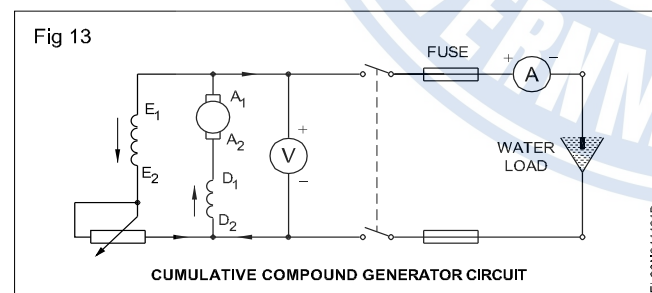 Fig 13
FUSE
E1
E2
A1
A2
D1
D2
+
V
–
+
A
–
WATER
LOAD
CUMULATIVE COMPOUND GENERATOR CIRCUIT